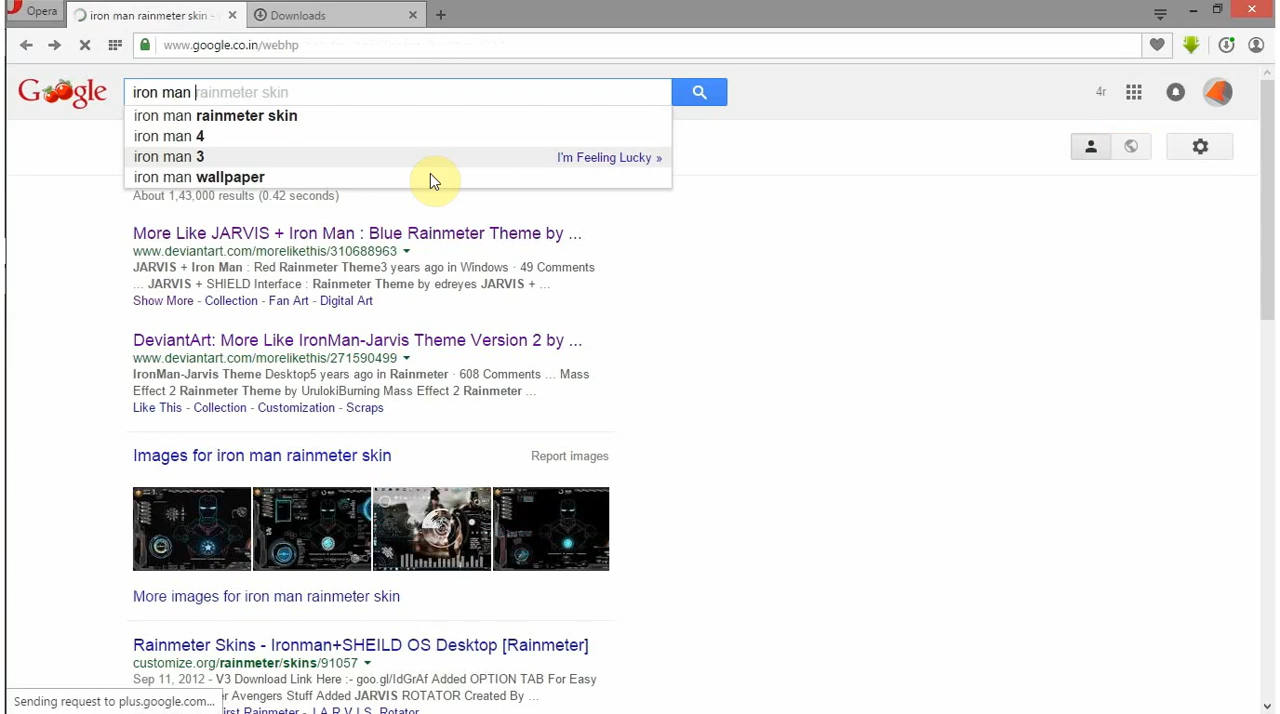 Opera
iron man rainmeter skin -
Downloads
www.google.co.in/webhp
Google
iron man rainmeter skin
4r
iron man rainmeter skin
iron man 4
iron man 3
I'm Feeling Lucky »
iron man wallpaper
About 1,43,000 results (0.42 seconds)
More Like JARVIS + Iron Man : Blue Rainmeter Theme by ...
www.deviantart.com/morelikethis/310688963
JARVIS + Iron Man : Red Rainmeter Theme3 years ago in Windows · 49 Comments
... JARVIS + SHIELD Interface : Rainmeter Theme by edreyes JARVIS + ...
Show More - Collection - Fan Art - Digital Art
DeviantArt: More Like IronMan-Jarvis Theme Version 2 by ...
www.deviantart.com/morelikethis/271590499
IronMan-Jarvis Theme Desktop5 years ago in Rainmeter · 608 Comments ... Mass
Effect 2 Rainmeter Theme by UrulokiBurning Mass Effect 2 Rainmeter ...
Like This - Collection - Customization - Scraps
Images for iron man rainmeter skin
Report images
More images for iron man rainmeter skin
Rainmeter Skins - Ironman+SHEILD OS Desktop [Rainmeter]
customize.org/rainmeter/skins/91057
Sep 11, 2012 - V3 Download Link Here :- goo.gl/IdGrAf Added OPTION TAB For Easy
er Avengers Stuff Added JARVIS ROTATOR Created By ...
irst Rainmeter - J.A.R.V.I.S. Rotator
Sending request to plus.google.com...